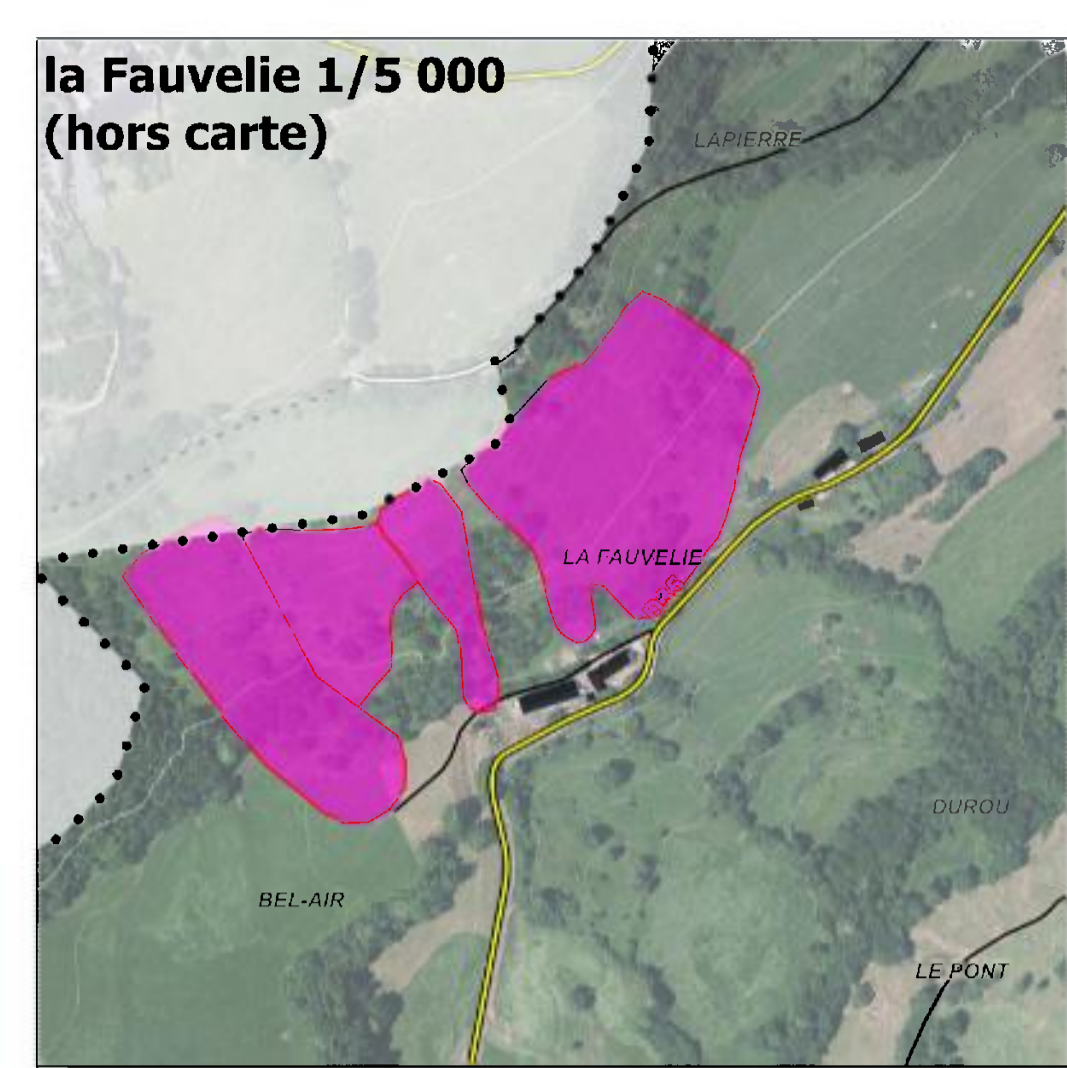 la Fauvelie 1/5 000
(hors carte)
LAPIERRE
LA FAUVELIE
DUROU
BEL-AIR
LE PONT